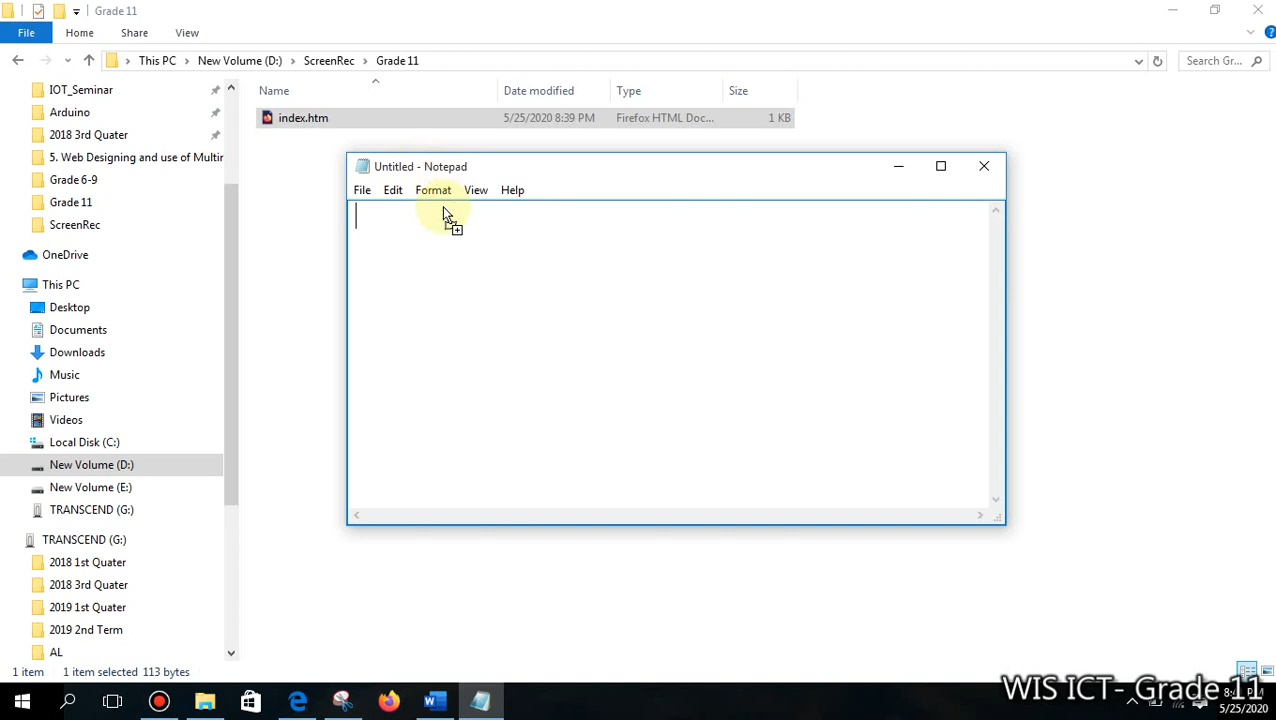 Grade 11
File Home Share View
This PC New Volume (D:) ScreenRec Grade 11 Search Gr...
Name Date modified Type Size
index.htm 5/25/2020 8:39 PM Firefox HTML Doc... 1 KB
IOT_Seminar
Arduino
2018 3rd Quater
5. Web Designing and use of Multir
Grade 6-9
Grade 11
ScreenRec
OneDrive
This PC
Desktop
Documents
Downloads
Music
Pictures
Videos
Local Disk (C:)
New Volume (D:)
New Volume (E:)
TRANSCEND (G:)
TRANSCEND (G:)
2018 1st Quater
2018 3rd Quater
2019 1st Quater
2019 2nd Term
AL
Untitled - Notepad
File Edit Format View Help
1 item 1 item selected 113 bytes
WIS ICT- Grade 11
5/25/2020